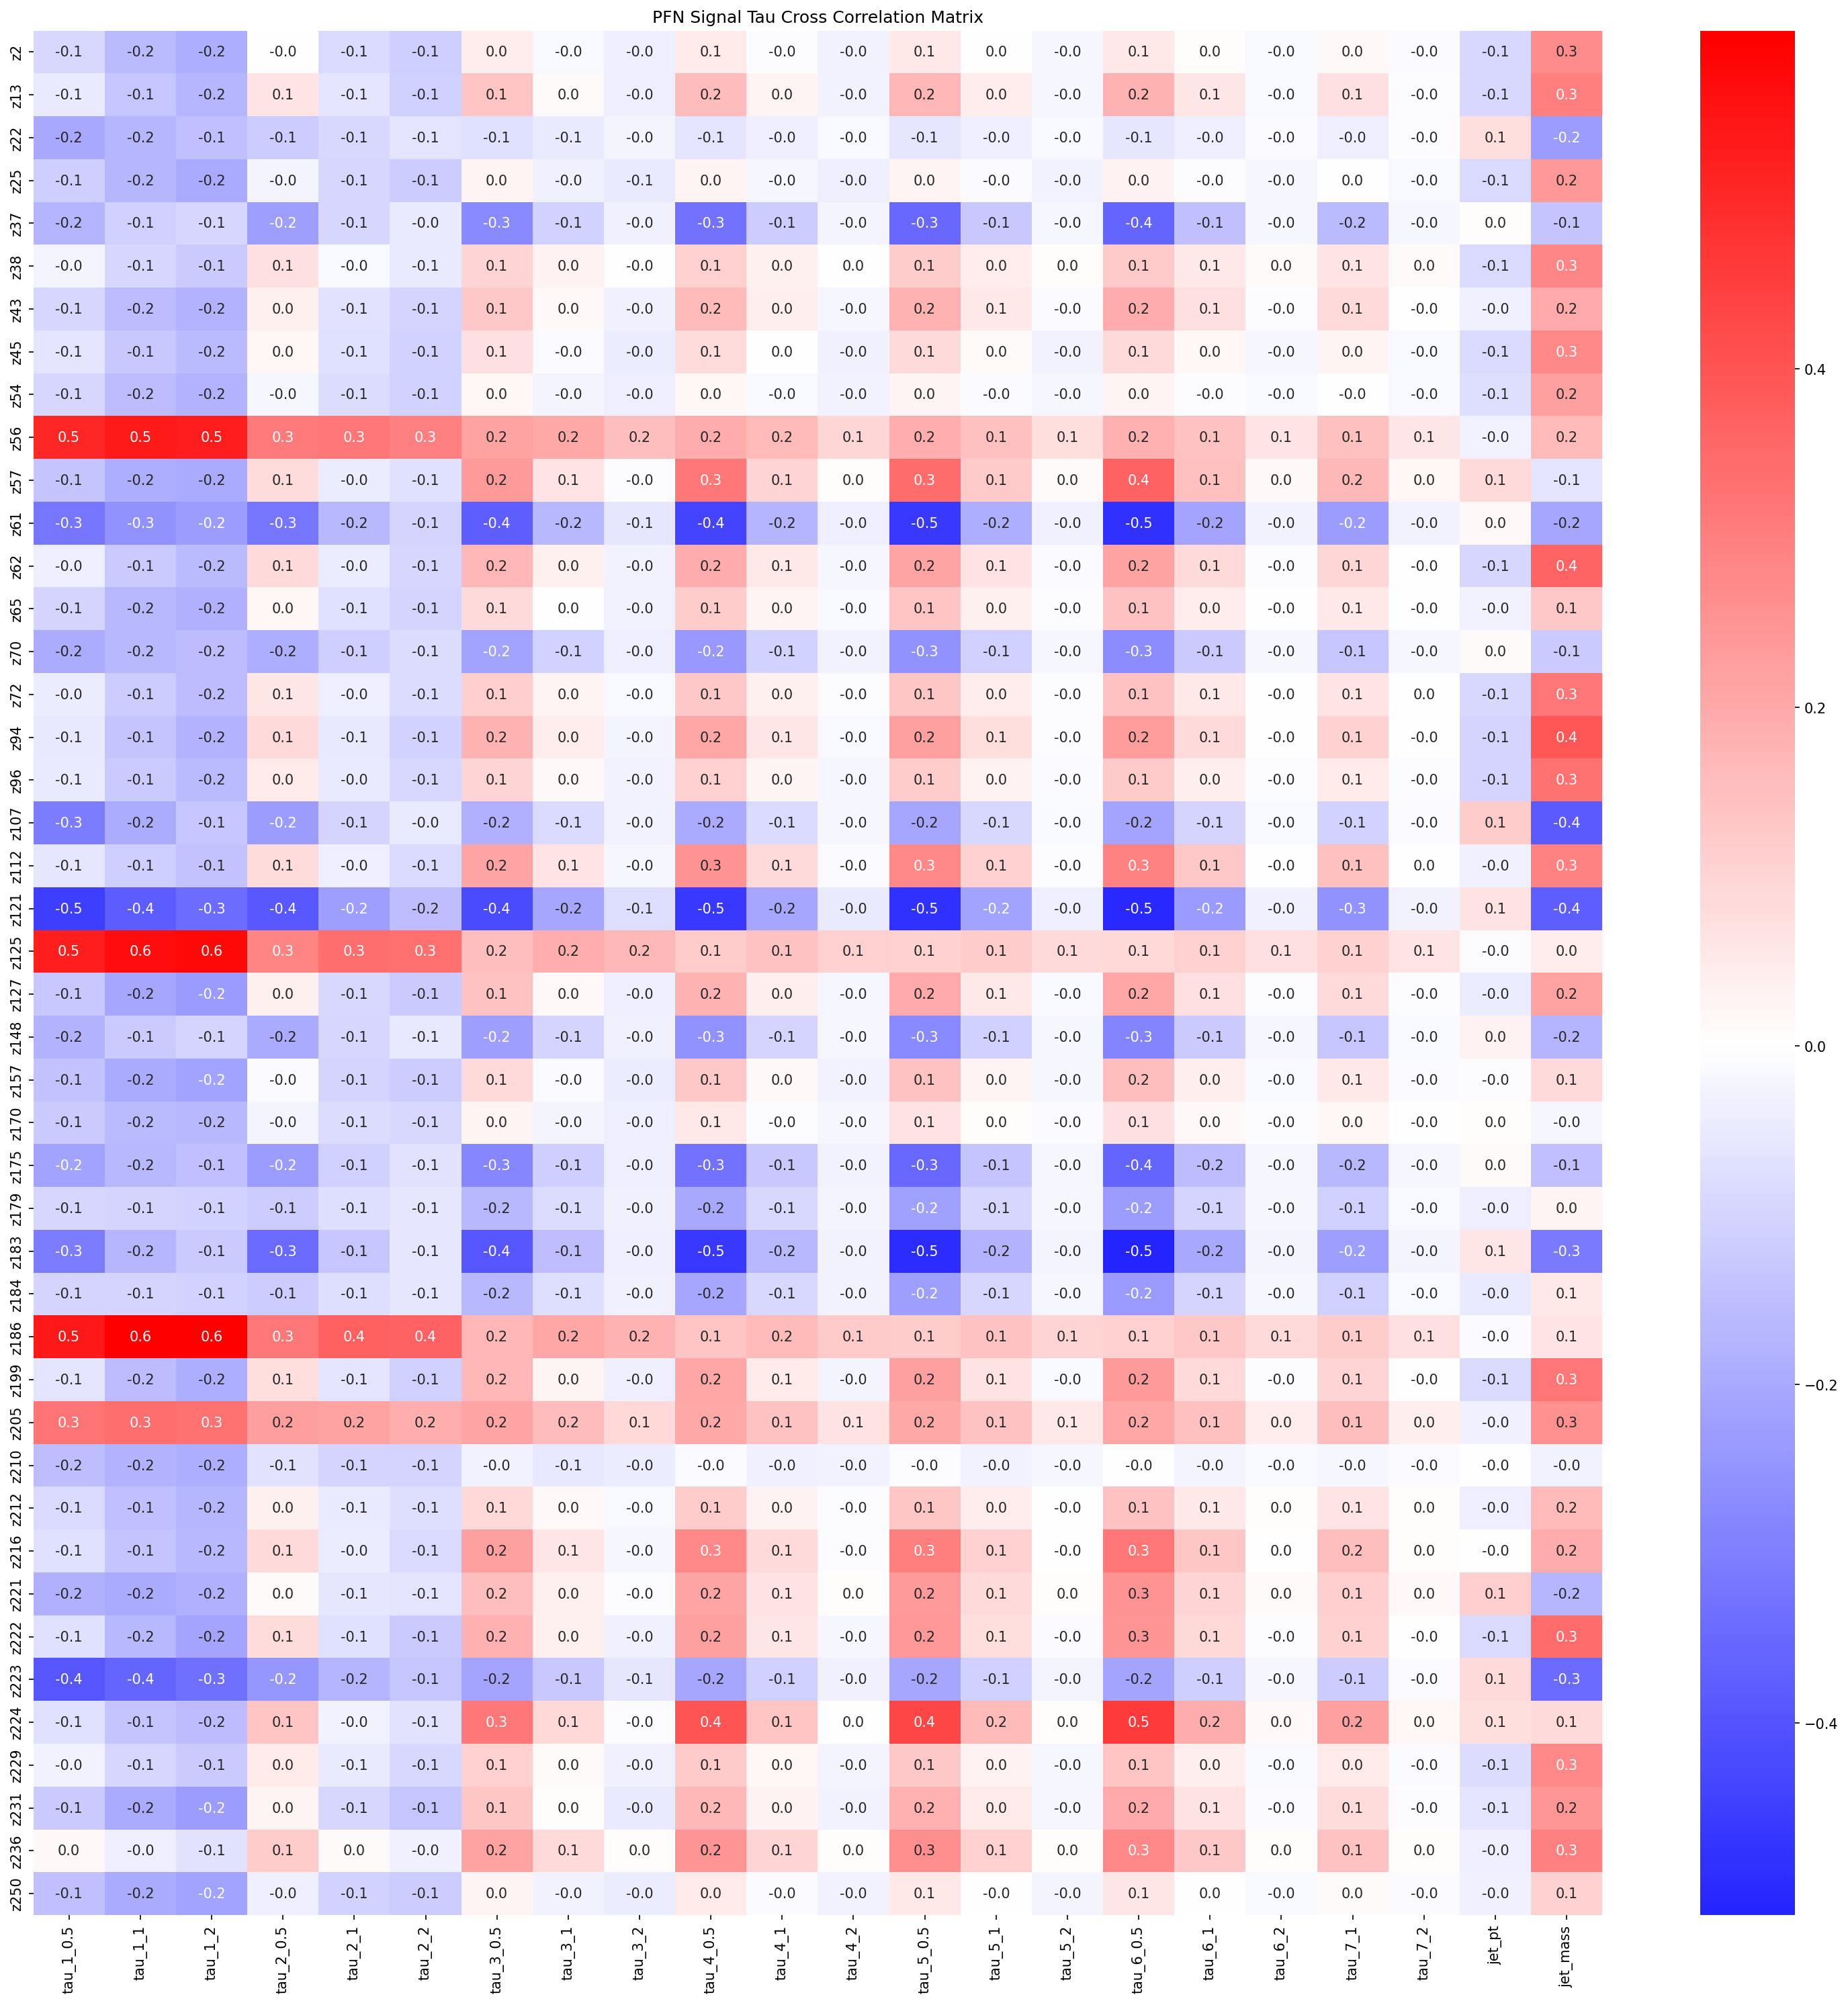 PFN Signal Tau Cross Correlation Matrix
z2 -0.1 -0.2 -0.2 -0.0 -0.1 -0.1 0.0 -0.0 -0.0 0.1 -0.0 -0.0 0.1 0.0 -0.0 0.1 0.0 -0.0 0.0 -0.0 -0.1 0.3
z13 -0.1 -0.1 -0.2 0.1 -0.1 -0.1 0.1 0.0 -0.0 0.2 0.0 -0.0 0.2 0.0 -0.0 0.2 0.1 -0.0 0.1 -0.0 -0.1 0.3
z22 -0.2 -0.2 -0.1 -0.1 -0.1 -0.1 -0.1 -0.1 -0.0 -0.1 -0.0 -0.0 -0.1 -0.0 -0.0 -0.1 -0.0 -0.0 -0.0 -0.0 0.1 -0.2
z25 -0.1 -0.2 -0.2 -0.0 -0.1 -0.1 0.0 -0.0 -0.1 0.0 -0.0 -0.0 0.0 -0.0 -0.0 0.0 -0.0 -0.0 0.0 -0.0 -0.1 0.2
z37 -0.2 -0.1 -0.1 -0.2 -0.1 -0.0 -0.3 -0.1 -0.0 -0.3 -0.1 -0.0 -0.3 -0.1 -0.0 -0.4 -0.1 -0.0 -0.2 -0.0 0.0 -0.1
z38 -0.0 -0.1 -0.1 0.1 -0.0 -0.1 0.1 0.0 -0.0 0.1 0.0 0.0 0.1 0.0 0.0 0.1 0.1 0.0 0.1 0.0 -0.1 0.3
z43 -0.1 -0.2 -0.2 0.0 -0.1 -0.1 0.1 0.0 -0.0 0.2 0.0 -0.0 0.2 0.1 -0.0 0.2 0.1 -0.0 0.1 -0.0 -0.0 0.2
z45 -0.1 -0.1 -0.2 0.0 -0.1 -0.1 0.1 -0.0 -0.0 0.1 0.0 -0.0 0.1 0.0 -0.0 0.1 0.0 -0.0 0.0 -0.0 -0.1 0.3
z54 -0.1 -0.2 -0.2 -0.0 -0.1 -0.1 0.0 -0.0 -0.0 0.0 -0.0 -0.0 0.0 -0.0 -0.0 0.0 -0.0 -0.0 -0.0 -0.0 -0.1 0.2
z56 0.5 0.5 0.5 0.3 0.3 0.3 0.2 0.2 0.2 0.2 0.2 0.1 0.2 0.1 0.1 0.2 0.1 0.1 0.1 0.1 -0.0 0.2
z57 -0.1 -0.2 -0.2 0.1 -0.0 -0.1 0.2 0.1 -0.0 0.3 0.1 0.0 0.3 0.1 0.0 0.4 0.1 0.0 0.2 0.0 0.1 -0.1
z61 -0.3 -0.3 -0.2 -0.3 -0.2 -0.1 -0.4 -0.2 -0.1 -0.4 -0.2 -0.0 -0.5 -0.2 -0.0 -0.5 -0.2 -0.0 -0.2 -0.0 0.0 -0.2
z62 -0.0 -0.1 -0.2 0.1 -0.0 -0.1 0.2 0.0 -0.0 0.2 0.1 -0.0 0.2 0.1 -0.0 0.2 0.1 -0.0 0.1 -0.0 -0.1 0.4
z65 -0.1 -0.2 -0.2 0.0 -0.1 -0.1 0.1 0.0 -0.0 0.1 0.0 -0.0 0.1 0.0 -0.0 0.1 0.0 -0.0 0.1 -0.0 -0.0 0.1
z70 -0.2 -0.2 -0.2 -0.2 -0.1 -0.1 -0.2 -0.1 -0.0 -0.2 -0.1 -0.0 -0.3 -0.1 -0.0 -0.3 -0.1 -0.0 -0.1 -0.0 0.0 -0.1
z72 -0.0 -0.1 -0.2 0.1 -0.0 -0.1 0.1 0.0 -0.0 0.1 0.0 -0.0 0.1 0.0 -0.0 0.1 0.1 -0.0 0.1 0.0 -0.1 0.3
z94 -0.1 -0.1 -0.2 0.1 -0.1 -0.1 0.2 0.0 -0.0 0.2 0.1 -0.0 0.2 0.1 -0.0 0.2 0.1 -0.0 0.1 -0.0 -0.1 0.4
z96 -0.1 -0.1 -0.2 0.0 -0.0 -0.1 0.1 0.0 -0.0 0.1 0.0 -0.0 0.1 0.0 -0.0 0.1 0.0 -0.0 0.1 -0.0 -0.1 0.3
z107 -0.3 -0.2 -0.1 -0.2 -0.1 -0.0 -0.2 -0.1 -0.0 -0.2 -0.1 -0.0 -0.2 -0.1 -0.0 -0.2 -0.1 -0.0 -0.1 -0.0 0.1 -0.4
z112 -0.1 -0.1 -0.1 0.1 -0.0 -0.1 0.2 0.1 -0.0 0.3 0.1 -0.0 0.3 0.1 -0.0 0.3 0.1 -0.0 0.1 0.0 -0.0 0.3
z121 -0.5 -0.4 -0.3 -0.4 -0.2 -0.2 -0.4 -0.2 -0.1 -0.5 -0.2 -0.0 -0.5 -0.2 -0.0 -0.5 -0.2 -0.0 -0.3 -0.0 0.1 -0.4
z125 0.5 0.6 0.6 0.3 0.3 0.3 0.2 0.2 0.2 0.1 0.1 0.1 0.1 0.1 0.1 0.1 0.1 0.1 0.1 0.1 -0.0 0.0
z127 -0.1 -0.2 -0.2 0.0 -0.1 -0.1 0.1 0.0 -0.0 0.2 0.0 -0.0 0.2 0.1 -0.0 0.2 0.1 -0.0 0.1 -0.0 -0.0 0.2
z148 -0.2 -0.1 -0.1 -0.2 -0.1 -0.1 -0.2 -0.1 -0.0 -0.3 -0.1 -0.0 -0.3 -0.1 -0.0 -0.3 -0.1 -0.0 -0.1 -0.0 0.0 -0.2
z157 -0.1 -0.2 -0.2 -0.0 -0.1 -0.1 0.1 -0.0 -0.0 0.1 0.0 -0.0 0.1 0.0 -0.0 0.2 0.0 -0.0 0.1 -0.0 -0.0 0.1
z170 -0.1 -0.2 -0.2 -0.0 -0.1 -0.1 0.0 -0.0 -0.0 0.1 -0.0 -0.0 0.1 0.0 -0.0 0.1 0.0 -0.0 0.0 -0.0 0.0 -0.0
z175 -0.2 -0.2 -0.1 -0.2 -0.1 -0.1 -0.3 -0.1 -0.0 -0.3 -0.1 -0.0 -0.3 -0.1 -0.0 -0.4 -0.2 -0.0 -0.2 -0.0 0.0 -0.1
z179 -0.1 -0.1 -0.1 -0.1 -0.1 -0.1 -0.2 -0.1 -0.0 -0.2 -0.1 -0.0 -0.2 -0.1 -0.0 -0.2 -0.1 -0.0 -0.1 -0.0 -0.0 0.0
z183 -0.3 -0.2 -0.1 -0.3 -0.1 -0.1 -0.4 -0.1 -0.0 -0.5 -0.2 -0.0 -0.5 -0.2 -0.0 -0.5 -0.2 -0.0 -0.2 -0.0 0.1 -0.3
z184 -0.1 -0.1 -0.1 -0.1 -0.1 -0.1 -0.2 -0.1 -0.0 -0.2 -0.1 -0.0 -0.2 -0.1 -0.0 -0.2 -0.1 -0.0 -0.1 -0.0 -0.0 0.1
z186 0.5 0.6 0.6 0.3 0.4 0.4 0.2 0.2 0.2 0.1 0.2 0.1 0.1 0.1 0.1 0.1 0.1 0.1 0.1 0.1 -0.0 0.1
z199 -0.1 -0.2 -0.2 0.1 -0.1 -0.1 0.2 0.0 -0.0 0.2 0.1 -0.0 0.2 0.1 -0.0 0.2 0.1 -0.0 0.1 -0.0 -0.1 0.3
z205 0.3 0.3 0.3 0.2 0.2 0.2 0.2 0.2 0.1 0.2 0.1 0.1 0.2 0.1 0.1 0.2 0.1 0.0 0.1 0.0 -0.0 0.3
z210 -0.2 -0.2 -0.2 -0.1 -0.1 -0.1 -0.0 -0.1 -0.0 -0.0 -0.0 -0.0 -0.0 -0.0 -0.0 -0.0 -0.0 -0.0 -0.0 -0.0 -0.0 -0.0
z212 -0.1 -0.1 -0.2 0.0 -0.1 -0.1 0.1 0.0 -0.0 0.1 0.0 -0.0 0.1 0.0 -0.0 0.1 0.1 0.0 0.1 0.0 -0.0 0.2
z216 -0.1 -0.1 -0.2 0.1 -0.0 -0.1 0.2 0.1 -0.0 0.3 0.1 -0.0 0.3 0.1 -0.0 0.3 0.1 0.0 0.2 0.0 -0.0 0.2
z221 -0.2 -0.2 -0.2 0.0 -0.1 -0.1 0.2 0.0 -0.0 0.2 0.1 0.0 0.2 0.1 0.0 0.3 0.1 0.0 0.1 0.0 0.1 -0.2
z222 -0.1 -0.2 -0.2 0.1 -0.1 -0.1 0.2 0.0 -0.0 0.2 0.1 -0.0 0.2 0.1 -0.0 0.3 0.1 -0.0 0.1 -0.0 -0.1 0.3
z223 -0.4 -0.4 -0.3 -0.2 -0.2 -0.1 -0.2 -0.1 -0.1 -0.2 -0.1 -0.0 -0.2 -0.1 -0.0 -0.2 -0.1 -0.0 -0.1 -0.0 0.1 -0.3
z224 -0.1 -0.1 -0.2 0.1 -0.0 -0.1 0.3 0.1 -0.0 0.4 0.1 0.0 0.4 0.2 0.0 0.5 0.2 0.0 0.2 0.0 0.1 0.1
z229 -0.0 -0.1 -0.1 0.0 -0.1 -0.1 0.1 0.0 -0.0 0.1 0.0 -0.0 0.1 0.0 -0.0 0.1 0.0 -0.0 0.0 -0.0 -0.1 0.3
z231 -0.1 -0.2 -0.2 0.0 -0.1 -0.1 0.1 0.0 -0.0 0.2 0.0 -0.0 0.2 0.0 -0.0 0.2 0.1 -0.0 0.1 -0.0 -0.1 0.2
z236 0.0 -0.0 -0.1 0.1 0.0 -0.0 0.2 0.1 0.0 0.2 0.1 0.0 0.3 0.1 0.0 0.3 0.1 0.0 0.1 0.0 -0.0 0.3
z250 -0.1 -0.2 -0.2 -0.0 -0.1 -0.1 0.0 -0.0 -0.0 0.0 -0.0 -0.0 0.1 -0.0 -0.0 0.1 0.0 -0.0 0.0 -0.0 -0.0 0.1
tau_1_0.5 tau_1_1 tau_1_2 tau_2_0.5 tau_2_1 tau_2_2 tau_3_0.5 tau_3_1 tau_3_2 tau_4_0.5 tau_4_1 tau_4_2 tau_5_0.5 tau_5_1 tau_5_2 tau_6_0.5 tau_6_1 tau_6_2 tau_7_1 tau_7_2 jet_pt jet_mass
0.4
0.2
0.0
−0.2
−0.4